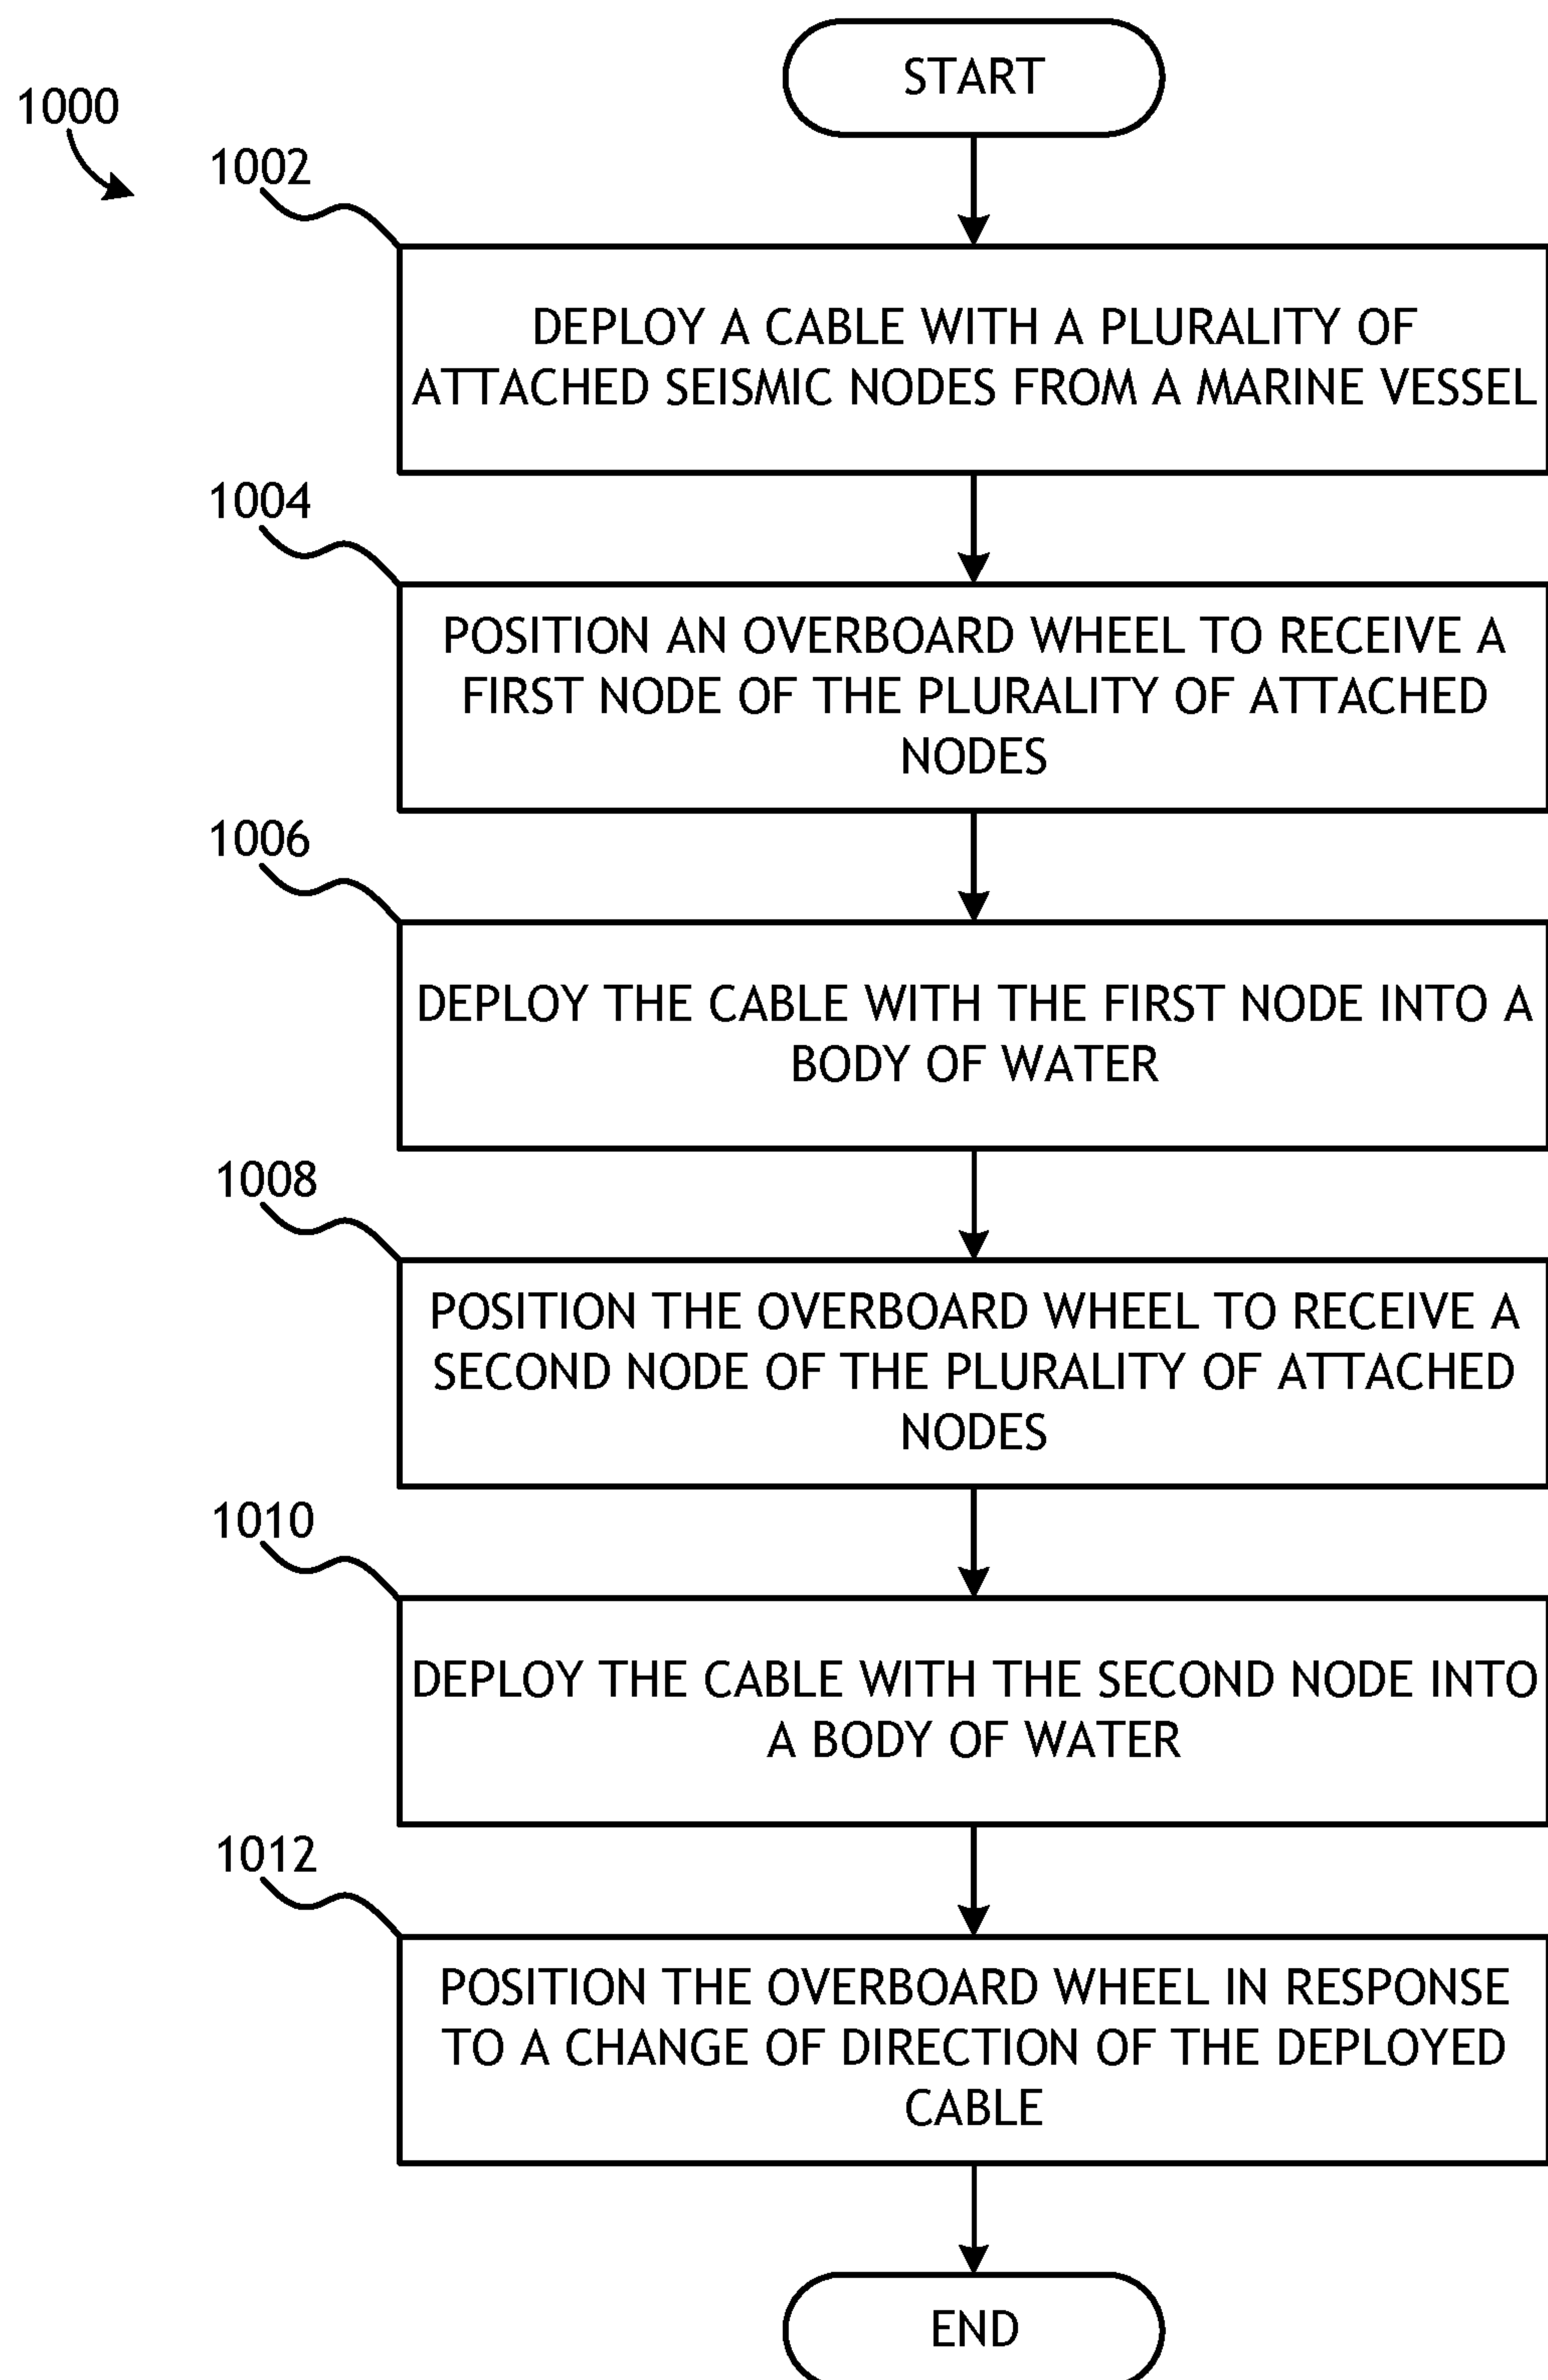 START
1000
1002
DEPLOY A CABLE WITH A PLURALITY OF
ATTACHED SEISMIC NODES FROM A MARINE VESSEL
1004
POSITION AN OVERBOARD WHEEL TO RECEIVE A
FIRST NODE OF THE PLURALITY OF ATTACHED
NODES
1006
DEPLOY THE CABLE WITH THE FIRST NODE INTO A
BODY OF WATER
1008
POSITION THE OVERBOARD WHEEL TO RECEIVE A
SECOND NODE OF THE PLURALITY OF ATTACHED
NODES
1010
DEPLOY THE CABLE WITH THE SECOND NODE INTO
A BODY OF WATER
1012
POSITION THE OVERBOARD WHEEL IN RESPONSE
TO A CHANGE OF DIRECTION OF THE DEPLOYED
CABLE
END